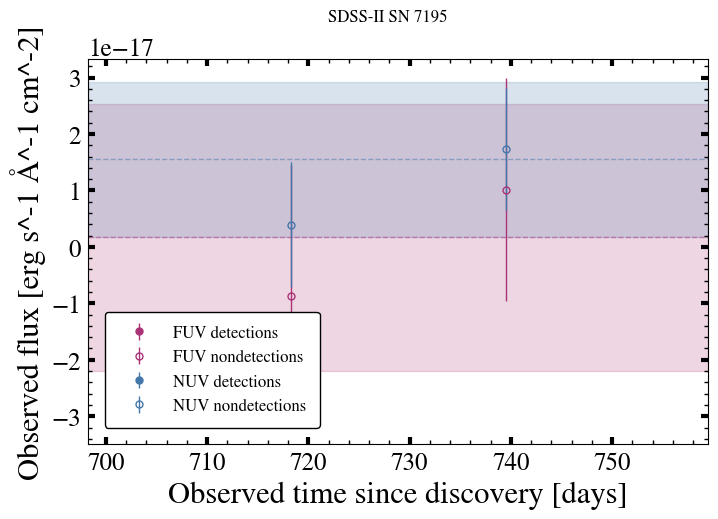 SDSS-II SN 7195
1e−17
Observed flux [erg s^-1 Å^-1 cm^-2]
3
2
1
0
−1
−2
−3
FUV detections
FUV nondetections
NUV detections
NUV nondetections
700 710 720 730 740 750
Observed time since discovery [days]